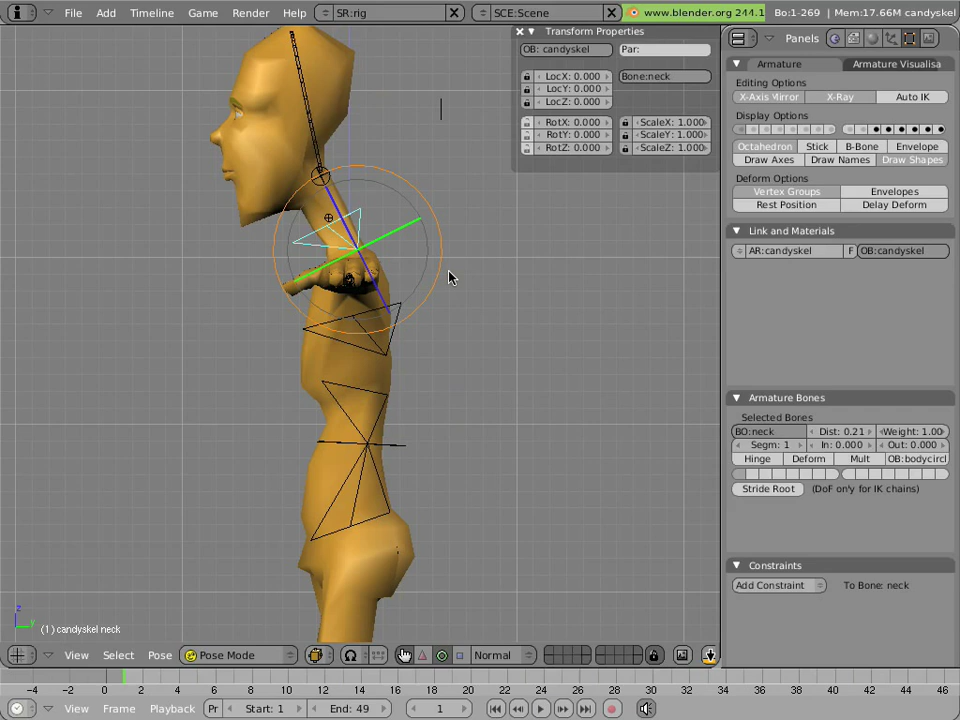 File Add Timeline Game Render Help SR:rig SCE:Scene www.blender.org 244.1 Bo:1-269 | Mem:17.66M candyskel
Transform Properties
OB: candyskel Par:
LocX: 0.000 Bone:neck
LocY: 0.000
LocZ: 0.000
RotX: 0.000 ScaleX: 1.000
RotY: 0.000 ScaleY: 1.000
RotZ: 0.000 ScaleZ: 1.000
Panels
Armature Armature Visualisa
Editing Options
X-Axis Mirror X-Ray Auto IK
Display Options
Octahedron Stick B-Bone Envelope
Draw Axes Draw Names Draw Shapes
Deform Options
Vertex Groups Envelopes
Rest Position Delay Deform
Link and Materials
AR:candyskel F OB:candyskel
Armature Bones
Selected Bones
BO:neck Dist: 0.21 Weight: 1.00
Segm: 1 In: 0.000 Out: 0.000
Hinge Deform Mult OB:bodycircl
Stride Root (DoF only for IK chains)
Constraints
Add Constraint To Bone: neck
z
y
(1) candyskel neck
View Select Pose Pose Mode Normal
-4 -2 0 2 4 6 8 10 12 14 16 18 20 22 24 26 28 30 32 34 36 38 40 42 44 46
View Frame Playback Pr Start: 1 End: 49 1